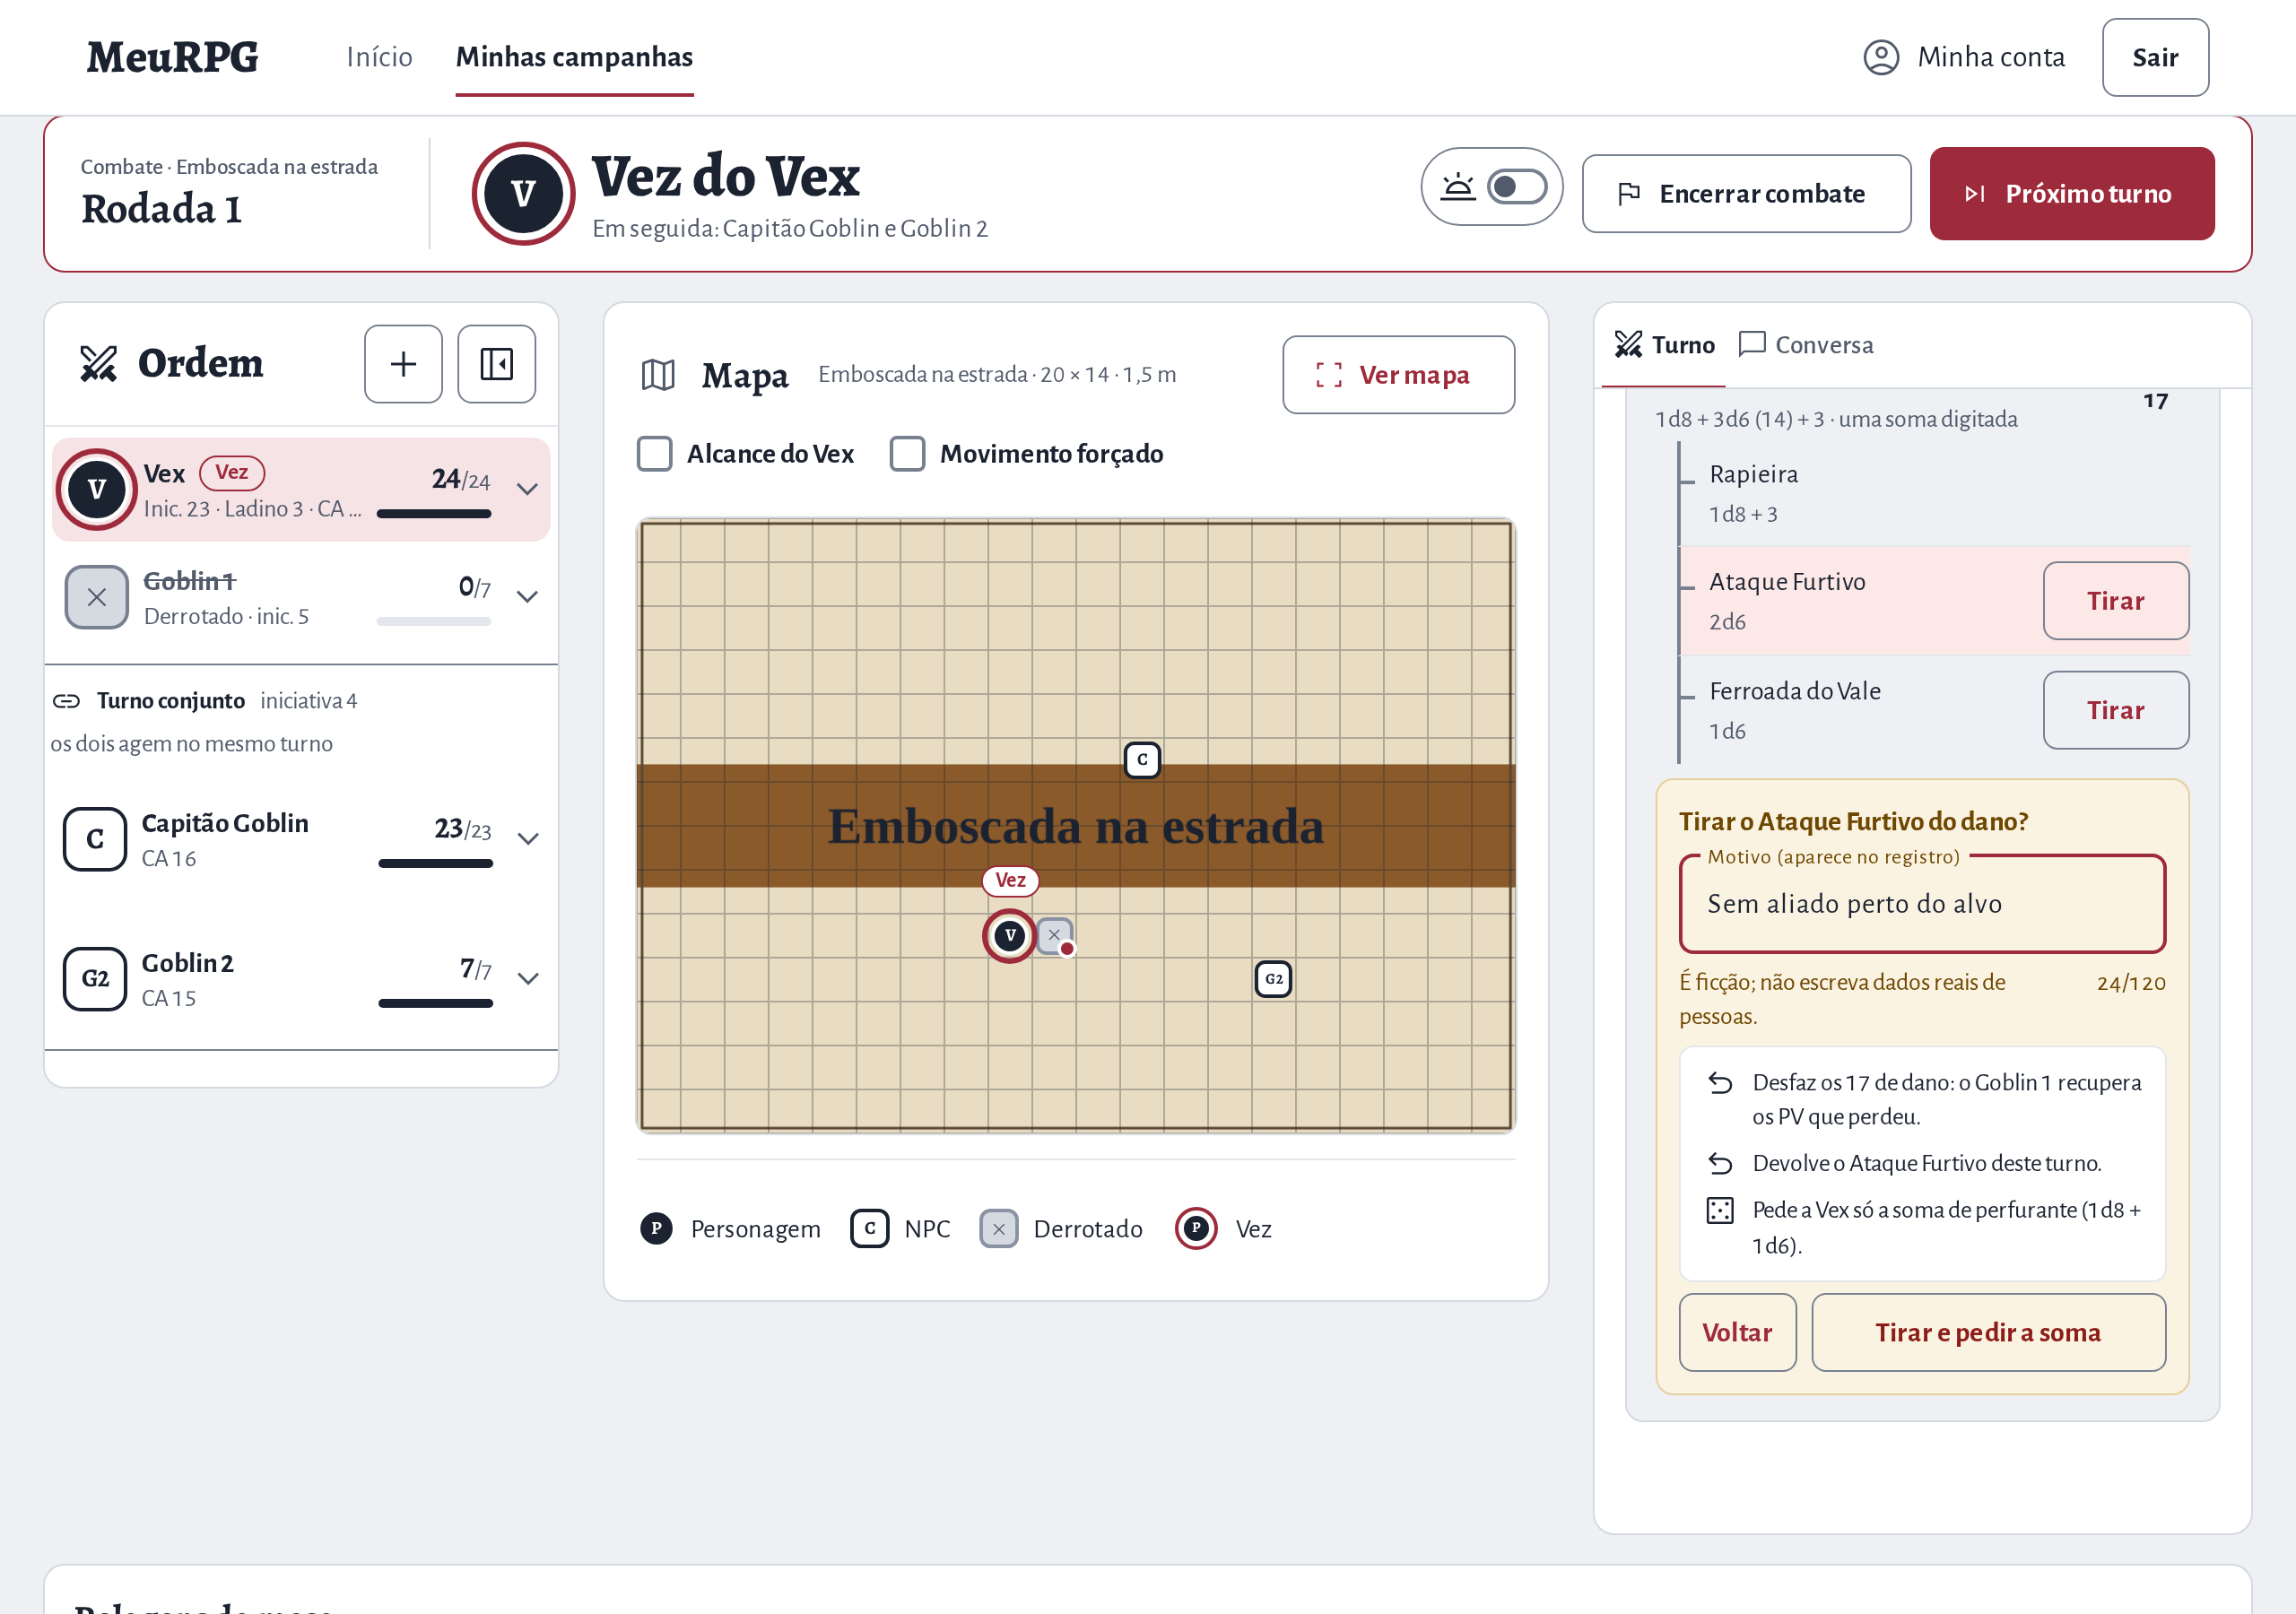 MeuRPG
Início
Minhas campanhas
Minha conta
Sair
Combate · Emboscada na estrada
Rodada 1
V
Vez do Vex
Em seguida: Capitão Goblin e Goblin 2
Encerrar combate
Próximo turno
Ordem
V
Vex
Vez
24/24
Inic. 23 · Ladino 3 · CA ...
Goblin 1
0/7
Derrotado · inic. 5
Turno conjunto
iniciativa 4
os dois agem no mesmo turno
C
Capitão Goblin
23/23
CA 16
G2
Goblin 2
7/7
CA 15
Mapa
Emboscada na estrada · 20 × 14 · 1,5 m
Ver mapa
Alcance do Vex
Movimento forçado
C
Emboscada na estrada
Vez
V
G2
P
Personagem
C
NPC
Derrotado
P
Vez
Turno
Conversa
17
1d8 + 3d6 (14) + 3 · uma soma digitada
Rapieira
1d8 + 3
Ataque Furtivo
2d6
Tirar
Ferroada do Vale
1d6
Tirar
Tirar o Ataque Furtivo do dano?
Motivo (aparece no registro)
Sem aliado perto do alvo
É ficção; não escreva dados reais de
pessoas.
24/120
Desfaz os 17 de dano: o Goblin 1 recupera
os PV que perdeu.
Devolve o Ataque Furtivo deste turno.
Pede a Vex só a soma de perfurante (1d8 +
1d6).
Voltar
Tirar e pedir a soma